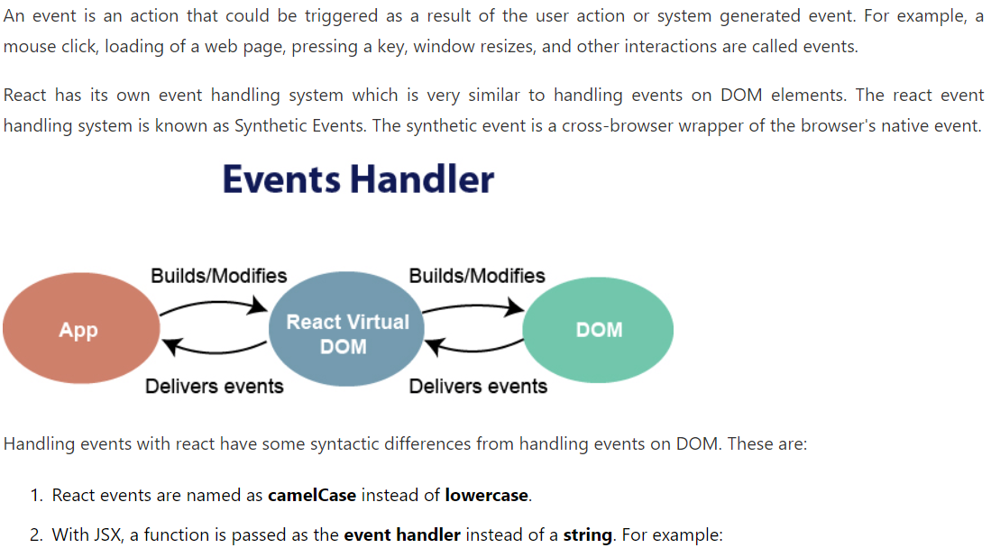 An event is an action that could be triggered as a result of the user action or system generated event. For example, a
mouse click, loading of a web page, pressing a key, window resizes, and other interactions are called events.
React has its own event handling system which is very similar to handling events on DOM elements. The react event
handling system is known as Synthetic Events. The synthetic event is a cross-browser wrapper of the browser's native event.
Events Handler
Builds/Modifies
Builds/Modifies
App
React Virtual
DOM
DOM
Delivers events
Delivers events
Handling events with react have some syntactic differences from handling events on DOM. These are:
1. React events are named as camelCase instead of lowercase.
2. With JSX, a function is passed as the event handler instead of a string. For example: